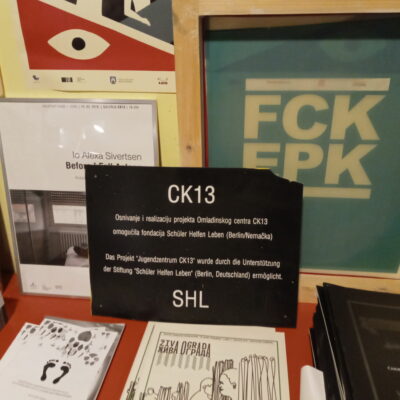 FCK
EPK
Io Alexa Sivertsen
CK13
Osnivanje i realizaciju projekta Omladinskog centra CK13
omogućila fondacija Schüler Helfen Leben (Berlin/Nemačka)
Das Projekt "Jugendzentrum CK13" wurde durch die Unterstützung
der Stiftung "Schüler Helfen Leben" (Berlin, Deutschland) ermöglicht.
SHL
ŽIVA OGRADA
ЖИВА ОГРАДА